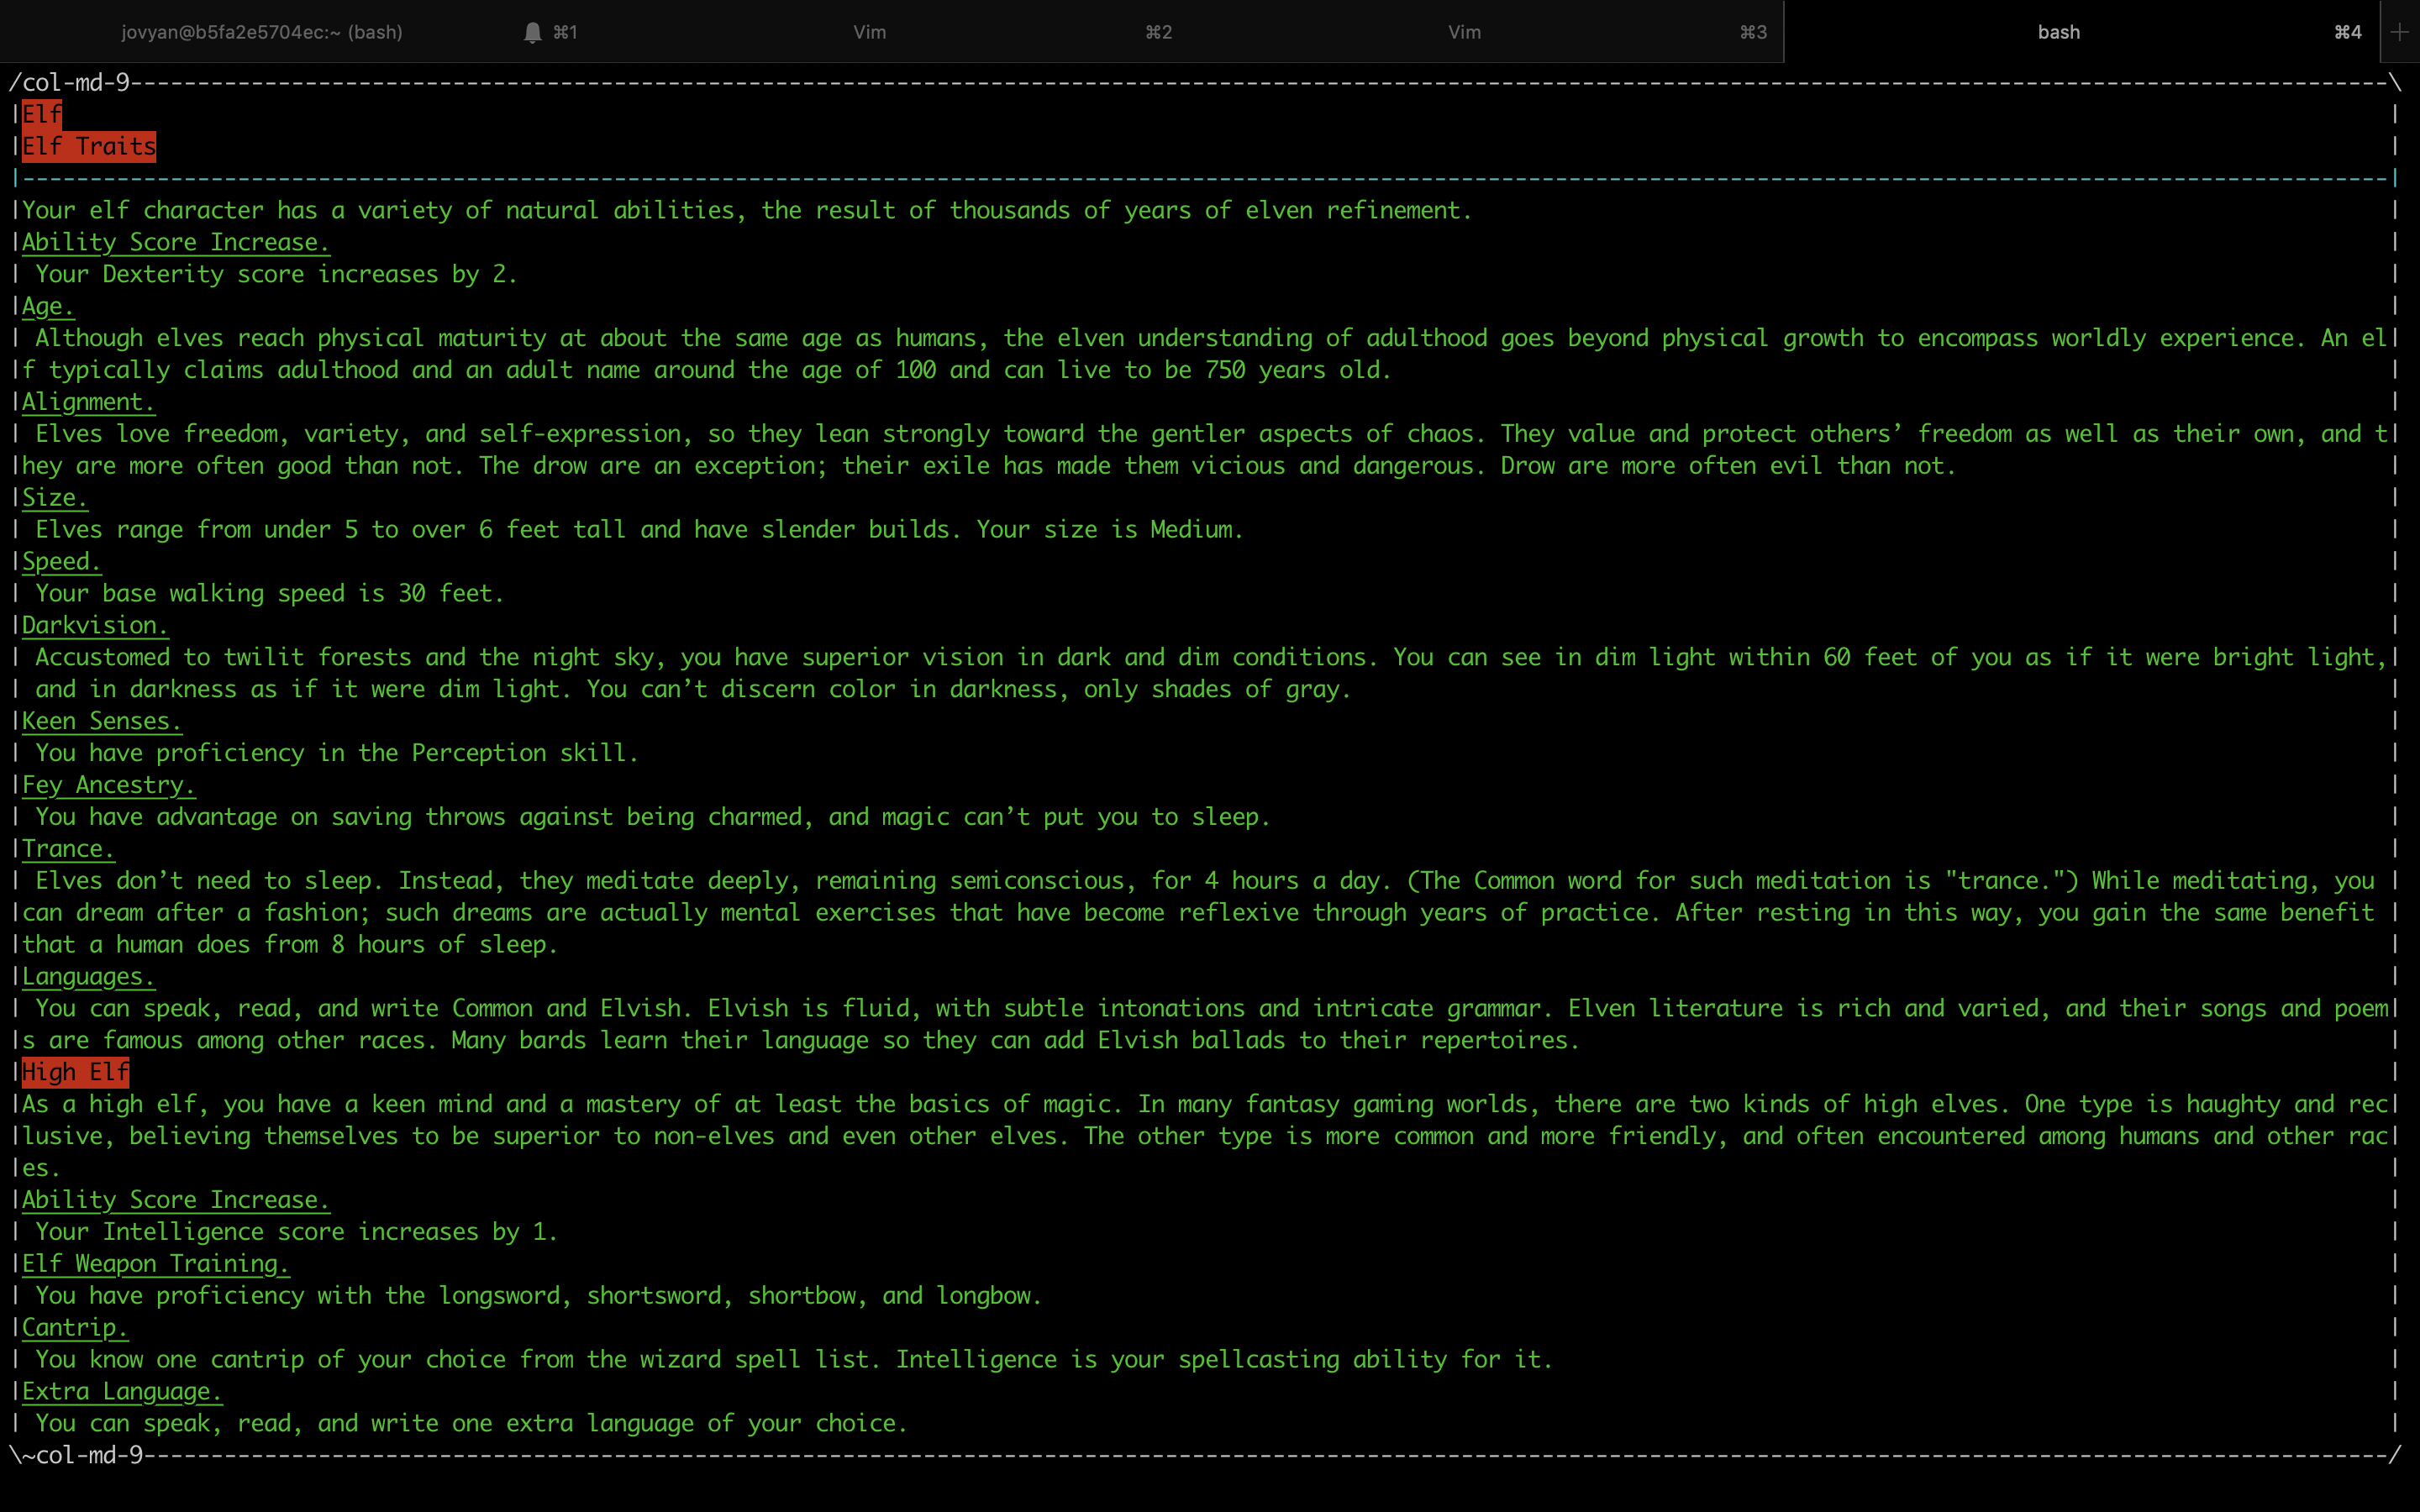 jovyan@b5fa2e5704ec:~ (bash) ⌘1 Vim ⌘2 Vim ⌘3 bash ⌘4 +
/col-md-9--------------------------------------------------------------------------------------------------------------------------------------------------------------------------------\
|Elf |
|Elf Traits |
|--------------------------------------------------------------------------------------------------------------------------------------------------------------------------------|
|Your elf character has a variety of natural abilities, the result of thousands of years of elven refinement. |
|Ability Score Increase. |
| Your Dexterity score increases by 2. |
|Age. |
| Although elves reach physical maturity at about the same age as humans, the elven understanding of adulthood goes beyond physical growth to encompass worldly experience. An el|
|f typically claims adulthood and an adult name around the age of 100 and can live to be 750 years old. |
|Alignment. |
| Elves love freedom, variety, and self-expression, so they lean strongly toward the gentler aspects of chaos. They value and protect others’ freedom as well as their own, and t|
|hey are more often good than not. The drow are an exception; their exile has made them vicious and dangerous. Drow are more often evil than not. |
|Size. |
| Elves range from under 5 to over 6 feet tall and have slender builds. Your size is Medium. |
|Speed. |
| Your base walking speed is 30 feet. |
|Darkvision. |
| Accustomed to twilit forests and the night sky, you have superior vision in dark and dim conditions. You can see in dim light within 60 feet of you as if it were bright light,|
| and in darkness as if it were dim light. You can’t discern color in darkness, only shades of gray. |
|Keen Senses. |
| You have proficiency in the Perception skill. |
|Fey Ancestry. |
| You have advantage on saving throws against being charmed, and magic can’t put you to sleep. |
|Trance. |
| Elves don’t need to sleep. Instead, they meditate deeply, remaining semiconscious, for 4 hours a day. (The Common word for such meditation is "trance.") While meditating, you |
|can dream after a fashion; such dreams are actually mental exercises that have become reflexive through years of practice. After resting in this way, you gain the same benefit |
|that a human does from 8 hours of sleep. |
|Languages. |
| You can speak, read, and write Common and Elvish. Elvish is fluid, with subtle intonations and intricate grammar. Elven literature is rich and varied, and their songs and poem|
|s are famous among other races. Many bards learn their language so they can add Elvish ballads to their repertoires. |
|High Elf |
|As a high elf, you have a keen mind and a mastery of at least the basics of magic. In many fantasy gaming worlds, there are two kinds of high elves. One type is haughty and rec|
|lusive, believing themselves to be superior to non-elves and even other elves. The other type is more common and more friendly, and often encountered among humans and other rac|
|es. |
|Ability Score Increase. |
| Your Intelligence score increases by 1. |
|Elf Weapon Training. |
| You have proficiency with the longsword, shortsword, shortbow, and longbow. |
|Cantrip. |
| You know one cantrip of your choice from the wizard spell list. Intelligence is your spellcasting ability for it. |
|Extra Language. |
| You can speak, read, and write one extra language of your choice. |
\~col-md-9-------------------------------------------------------------------------------------------------------------------------------------------------------------------------------/